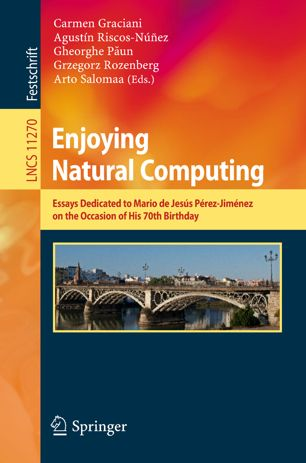 Carmen Graciani
Agustín Riscos-Núñez
Gheorghe Păun
Grzegorz Rozenberg
Arto Salomaa (Eds.)
Festschrift
LNCS 11270
Enjoying
Natural Computing
Essays Dedicated to Mario de Jesús Pérez-Jiménez
on the Occasion of His 70th Birthday
Springer